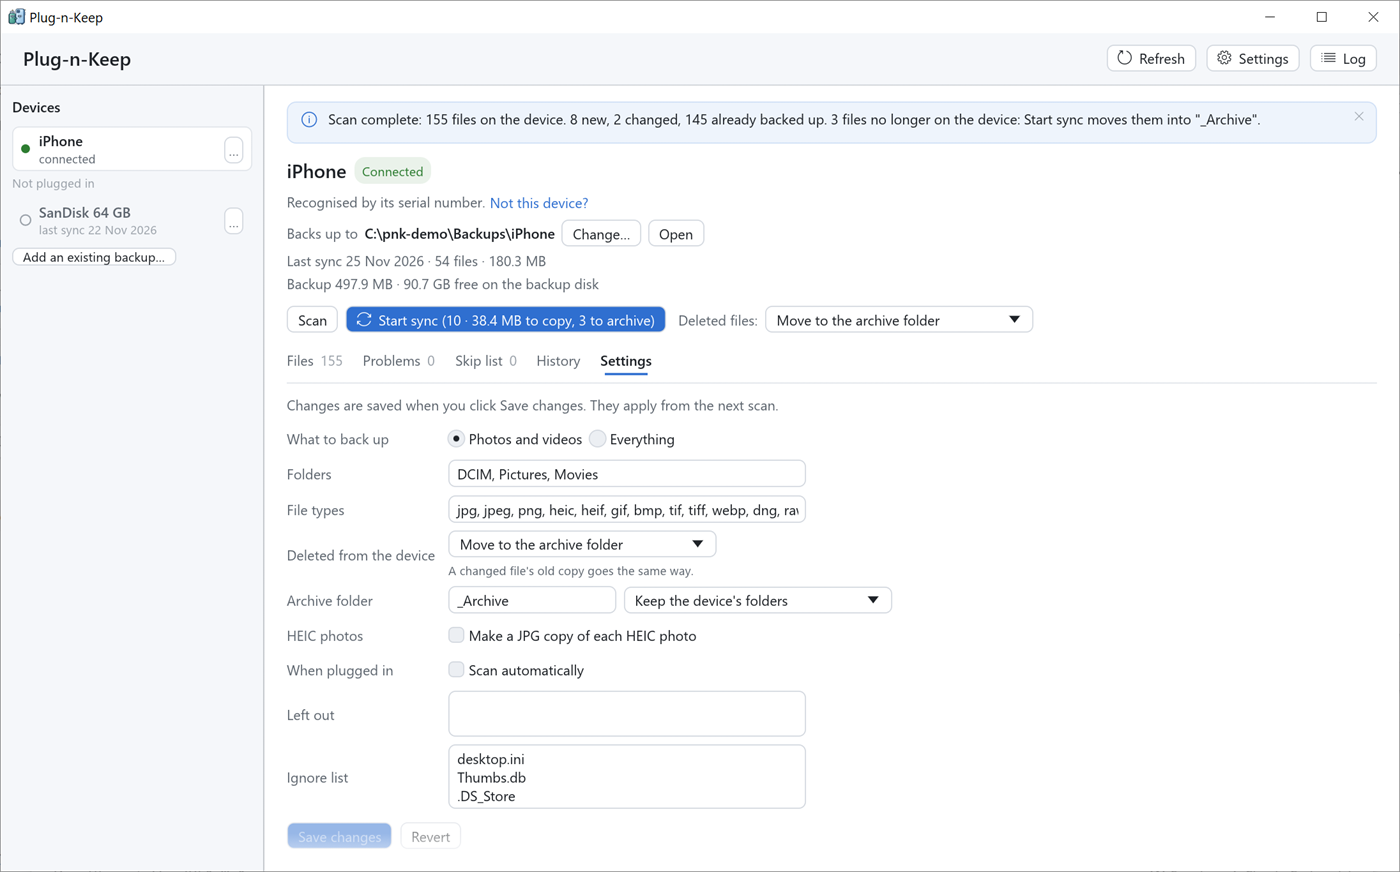 Plug-n-Keep
Plug-n-Keep
Refresh
Settings
Log
Devices
iPhone
connected
...
Not plugged in
SanDisk 64 GB
last sync 22 Nov 2026
...
Add an existing backup...
Scan complete: 155 files on the device. 8 new, 2 changed, 145 already backed up. 3 files no longer on the device: Start sync moves them into "_Archive".
iPhone Connected
Recognised by its serial number. Not this device?
Backs up to C:\pnk-demo\Backups\iPhone Change... Open
Last sync 25 Nov 2026 · 54 files · 180.3 MB
Backup 497.9 MB · 90.7 GB free on the backup disk
Scan Start sync (10 · 38.4 MB to copy, 3 to archive) Deleted files: Move to the archive folder
Files 155 Problems 0 Skip list 0 History Settings
Changes are saved when you click Save changes. They apply from the next scan.
What to back up Photos and videos Everything
Folders DCIM, Pictures, Movies
File types jpg, jpeg, png, heic, heif, gif, bmp, tif, tiff, webp, dng, ra
Deleted from the device Move to the archive folder
A changed file's old copy goes the same way.
Archive folder _Archive Keep the device's folders
HEIC photos Make a JPG copy of each HEIC photo
When plugged in Scan automatically
Left out
Ignore list
desktop.ini
Thumbs.db
.DS_Store
Save changes Revert